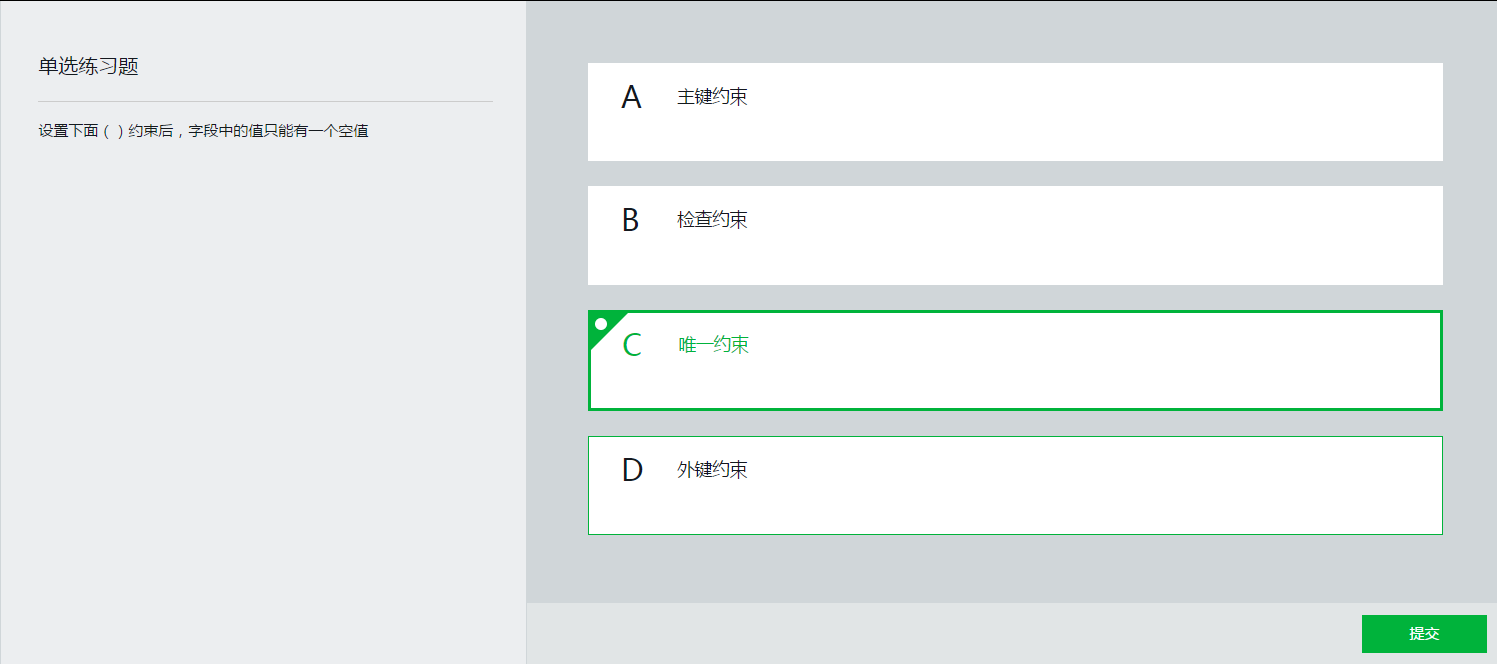 单选练习题
设置下面（ ）约束后，字段中的值只能有一个空值
A 主键约束
B 检查约束
C 唯一约束
D 外键约束
提交